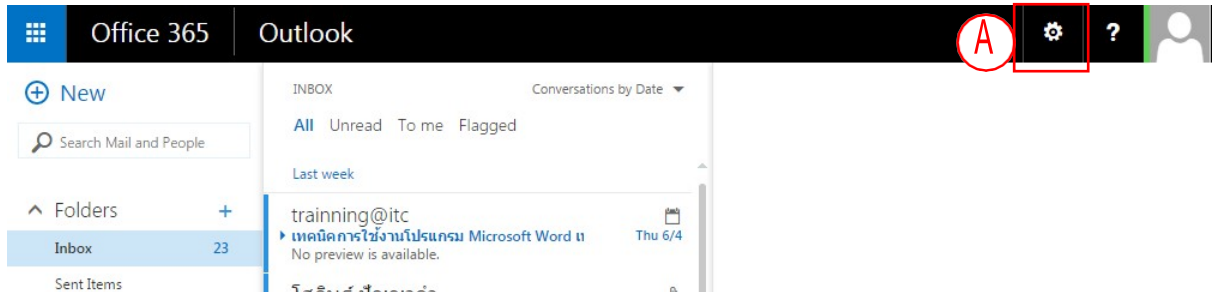 Office 365 Outlook A ?
New
Search Mail and People
Folders +
Inbox 23
Sent Items
INBOX Conversations by Date
All Unread To me Flagged
Last week
trainning@itc
เทคนิคการใช้งานโปรแกรม Microsoft Word เท Thu 6/4
No preview is available.